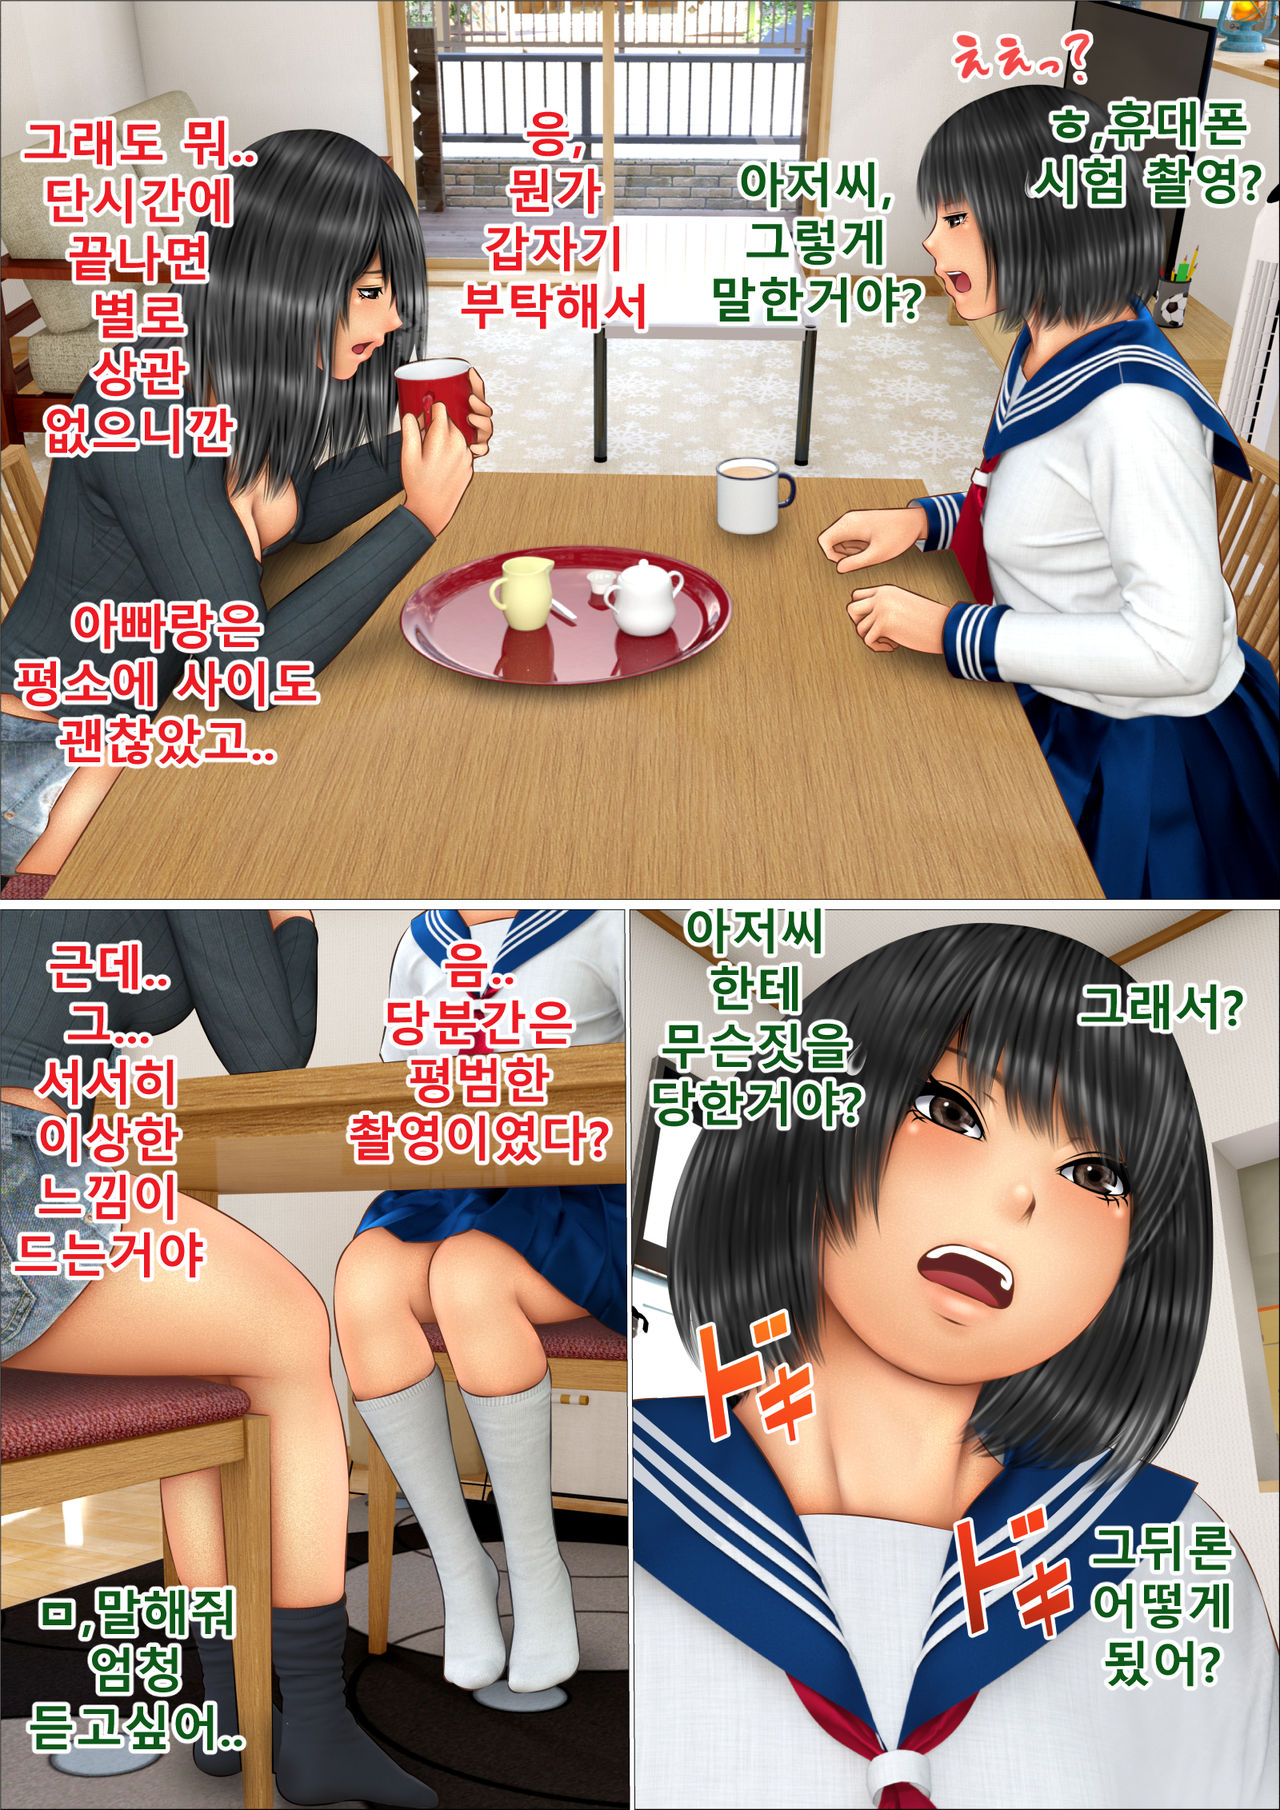 ええっ?
ㅎ,휴대폰
시험 촬영?
아저씨,
그렇게
말한거야?
응,
뭔가
갑자기
부탁해서
그래도 뭐..
단시간에
끝나면
별로
상관
없으니깐
아빠랑은
평소에 사이도
괜찮았고..
음..
당분간은
평범한
촬영이였다?
근데..
그...
서서히
이상한
느낌이
드는거야
ㅁ,말해줘
엄청
듣고싶어..
그래서?
아저씨
한테
무슨짓을
당한거야?
ドキ
ドキ
그뒤론
어떻게
됬어?